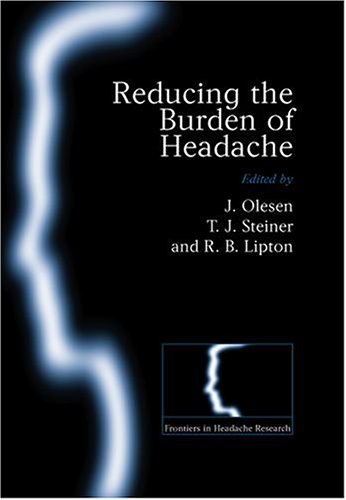 Reducing the
Burden of
Headache
Edited by
J. Olesen
T. J. Steiner
and R. B. Lipton
Frontiers in Headache Research